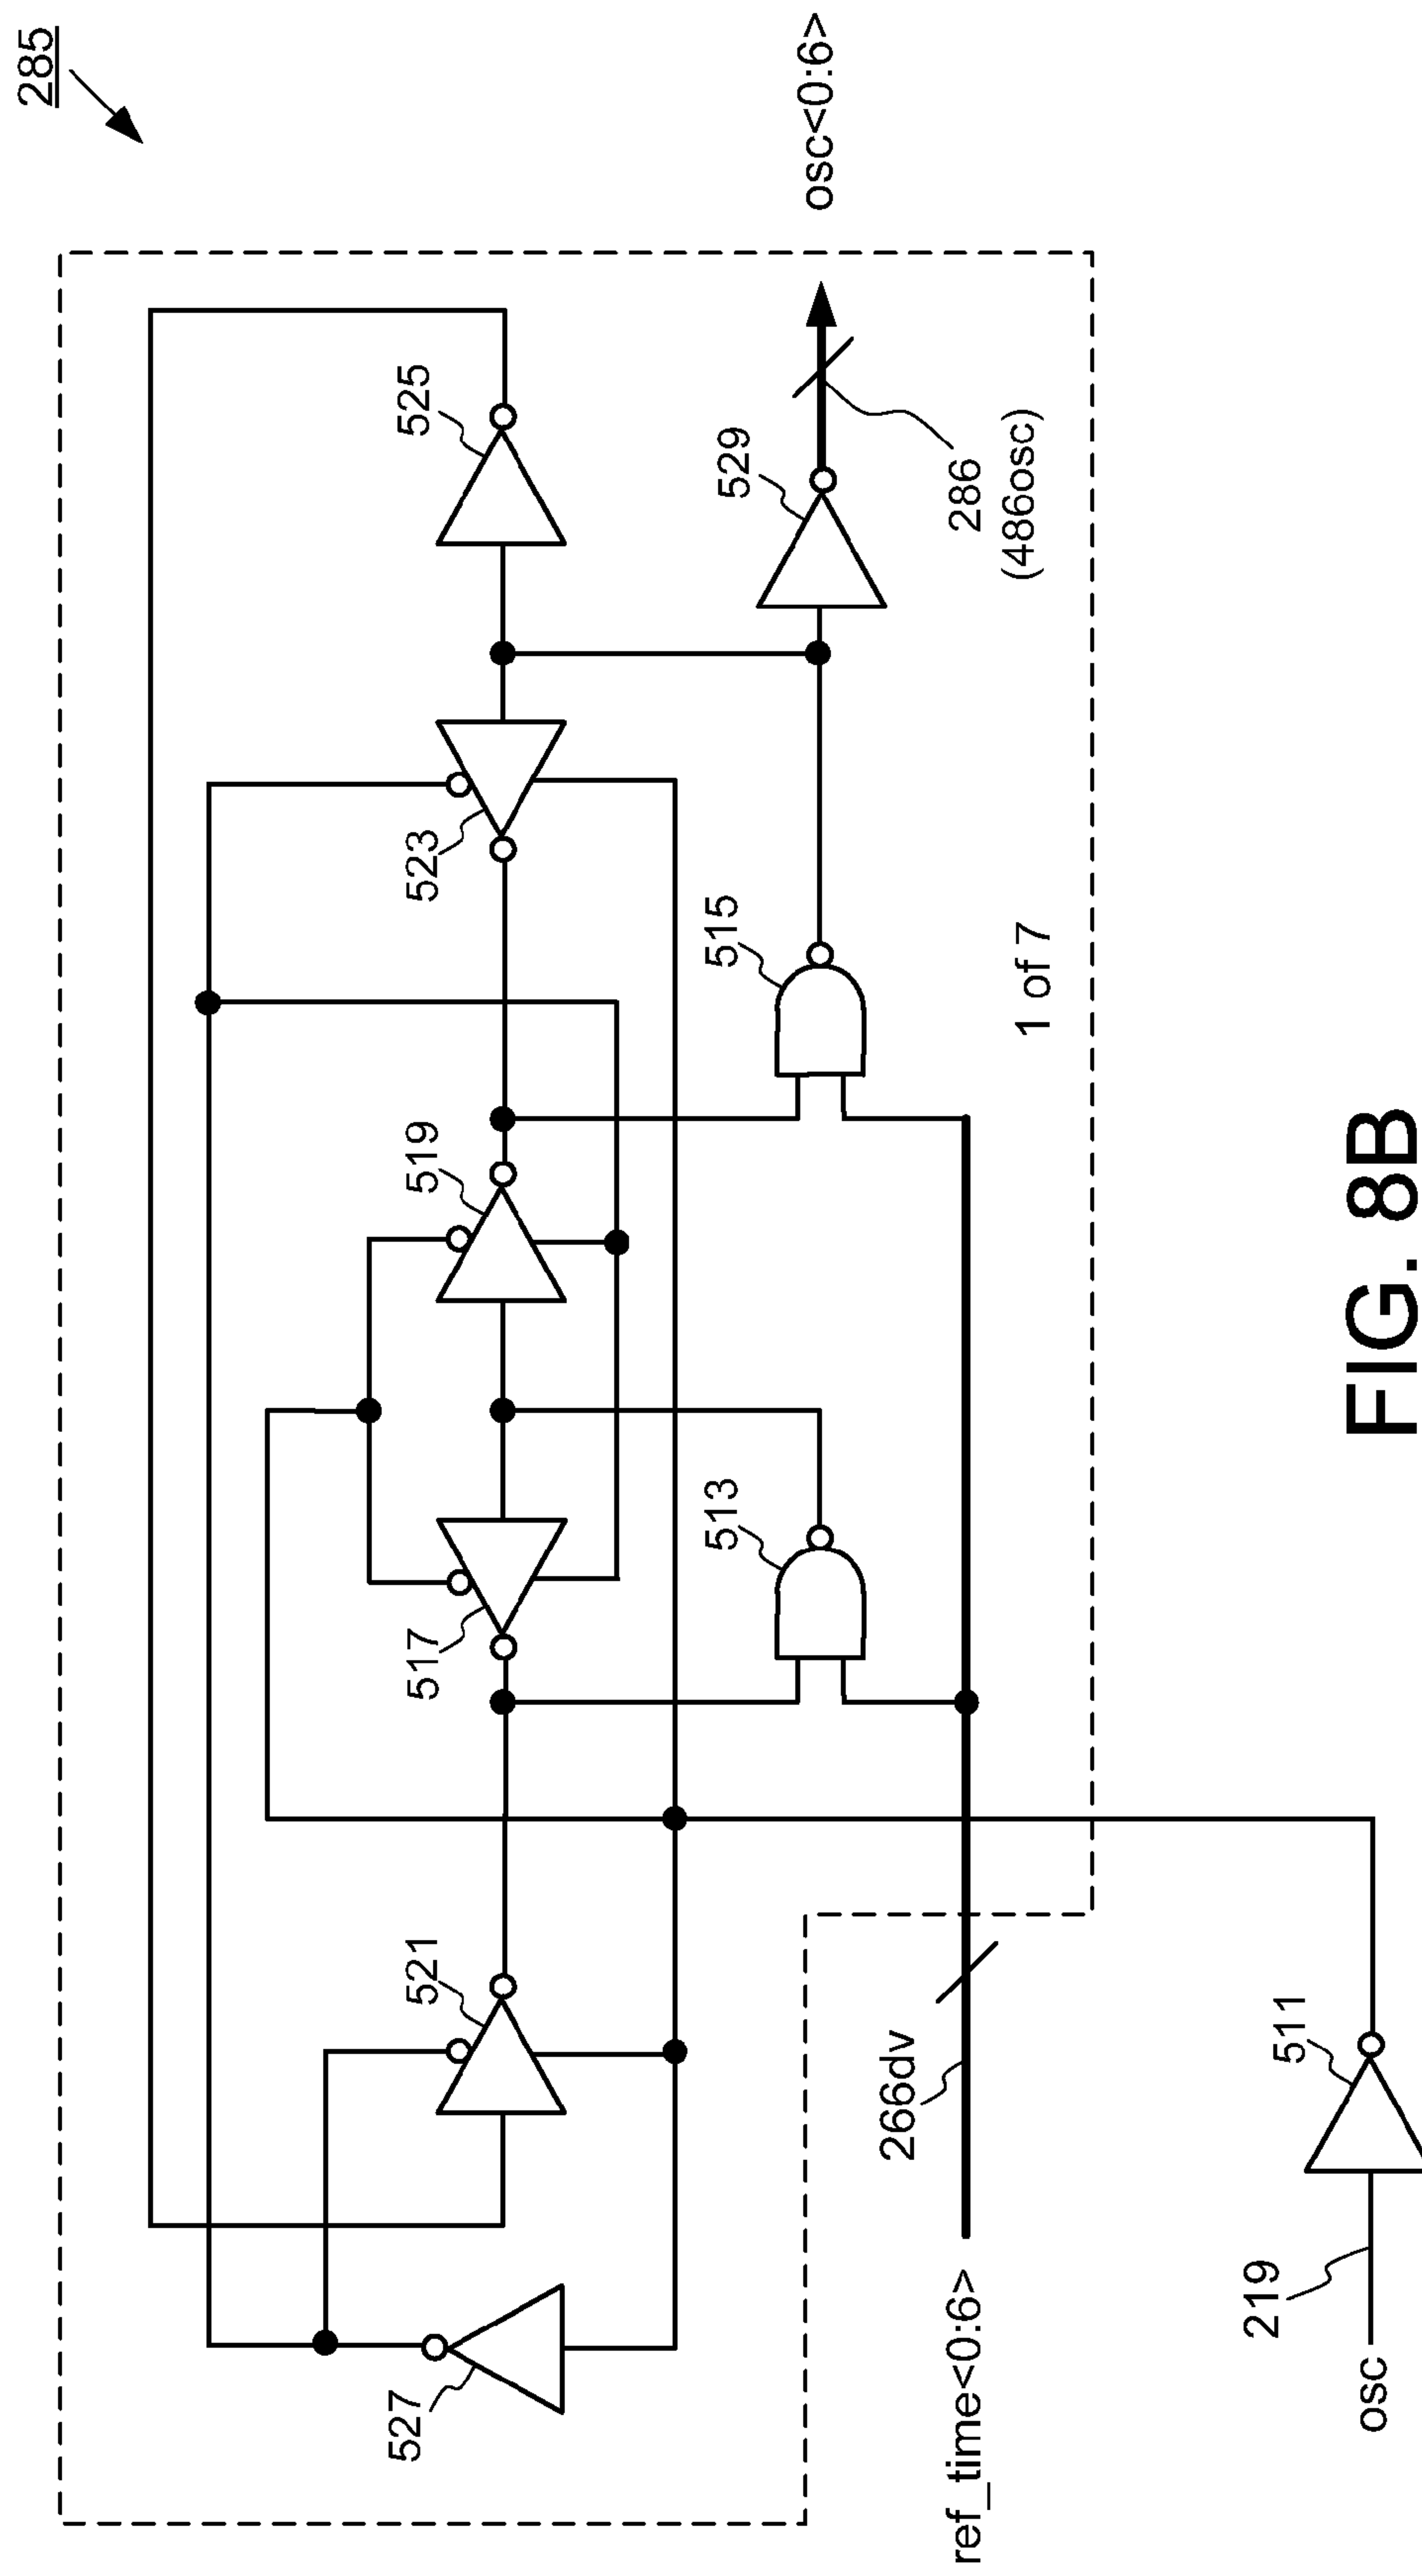 285
525
osc<0:6>
523
529
286
(486osc)
519
515
1 of 7
517
513
521
527
266dv
ref_time<0:6>
511
219
osc
FIG. 8B